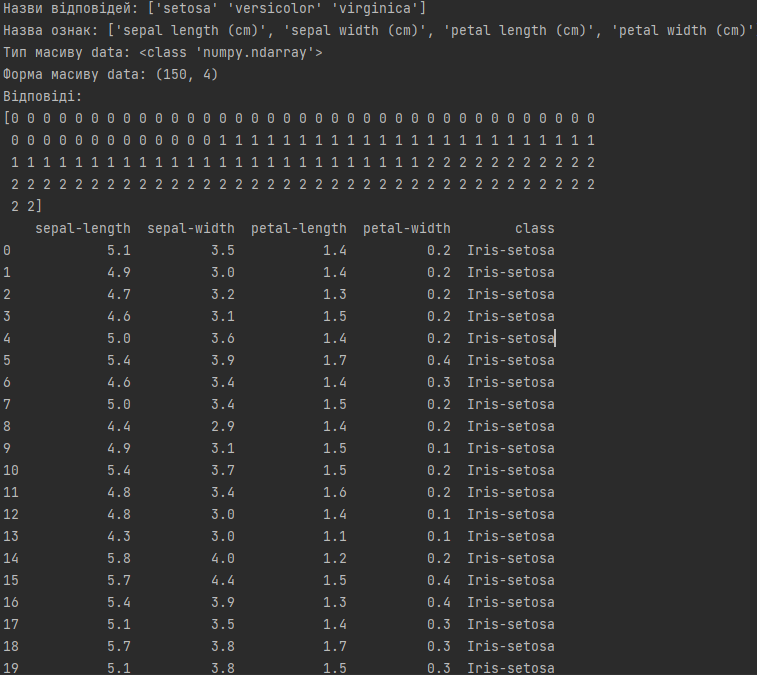 Назви відповідей: ['setosa' 'versicolor' 'virginica']
Назва ознак: ['sepal length (cm)', 'sepal width (cm)', 'petal length (cm)', 'petal width (cm)'
Тип масиву data: <class 'numpy.ndarray'>
Форма масиву data: (150, 4)
Відповіді:
[0 0 0 0 0 0 0 0 0 0 0 0 0 0 0 0 0 0 0 0 0 0 0 0 0 0 0 0 0 0 0 0 0 0 0 0 0
 0 0 0 0 0 0 0 0 0 0 0 0 0 1 1 1 1 1 1 1 1 1 1 1 1 1 1 1 1 1 1 1 1 1 1 1 1
 1 1 1 1 1 1 1 1 1 1 1 1 1 1 1 1 1 1 1 1 1 1 1 1 1 1 2 2 2 2 2 2 2 2 2 2 2
 2 2 2 2 2 2 2 2 2 2 2 2 2 2 2 2 2 2 2 2 2 2 2 2 2 2 2 2 2 2 2 2 2 2 2 2 2
 2 2]
    sepal-length  sepal-width  petal-length  petal-width        class
0            5.1          3.5           1.4          0.2  Iris-setosa
1            4.9          3.0           1.4          0.2  Iris-setosa
2            4.7          3.2           1.3          0.2  Iris-setosa
3            4.6          3.1           1.5          0.2  Iris-setosa
4            5.0          3.6           1.4          0.2  Iris-setosa
5            5.4          3.9           1.7          0.4  Iris-setosa
6            4.6          3.4           1.4          0.3  Iris-setosa
7            5.0          3.4           1.5          0.2  Iris-setosa
8            4.4          2.9           1.4          0.2  Iris-setosa
9            4.9          3.1           1.5          0.1  Iris-setosa
10           5.4          3.7           1.5          0.2  Iris-setosa
11           4.8          3.4           1.6          0.2  Iris-setosa
12           4.8          3.0           1.4          0.1  Iris-setosa
13           4.3          3.0           1.1          0.1  Iris-setosa
14           5.8          4.0           1.2          0.2  Iris-setosa
15           5.7          4.4           1.5          0.4  Iris-setosa
16           5.4          3.9           1.3          0.4  Iris-setosa
17           5.1          3.5           1.4          0.3  Iris-setosa
18           5.7          3.8           1.7          0.3  Iris-setosa
19           5.1          3.8           1.5          0.3  Iris-setosa